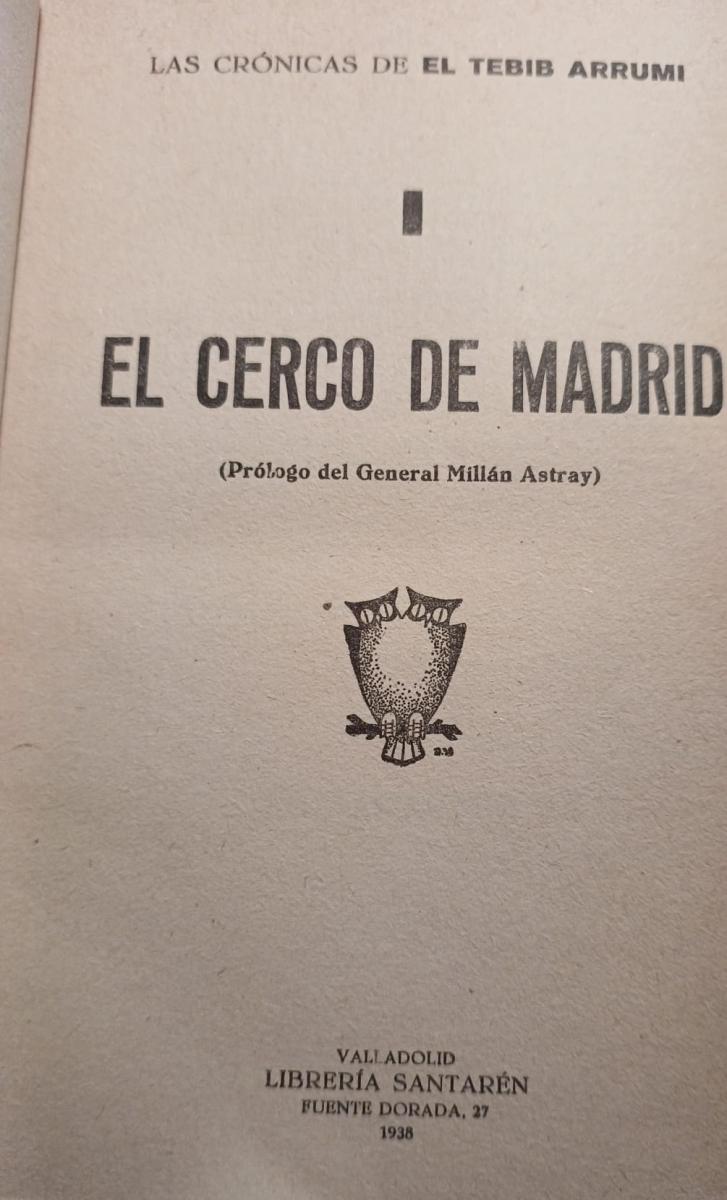 LAS CRÓNICAS DE EL TEBIB ARRUMI
I
EL CERCO DE MADRID
(Prólogo del General Millán Astray)
VALLADOLID
LIBRERÍA SANTARÉN
FUENTE DORADA, 27
1938